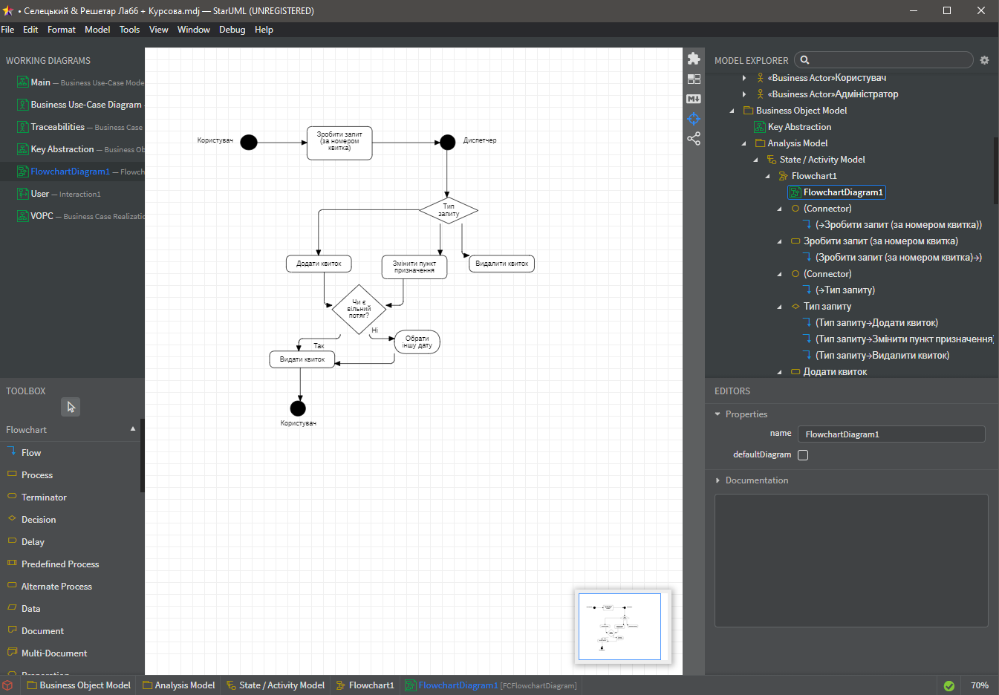 • Селецький & Решетар Лабб + Курсова.mdj — StarUML (UNREGISTERED)
File Edit Format Model Tools View Window Debug Help
WORKING DIAGRAMS
Main — Business Use-Case Mode
Business Use-Case Diagram
Traceabilities — Business Case
Key Abstraction — Business Ob
FlowchartDiagram1 — Flowch
User — Interaction1
VOPC — Business Case Realizatio
TOOLBOX
Flowchart
Flow
Process
Terminator
Decision
Delay
Predefined Process
Alternate Process
Data
Document
Multi-Document
Користувач
Зробити запит
(за номером
квитка)
Диспетчер
Тип
запиту
Додати квиток
Змінити пункт
призначення
Видалити квиток
Чи є
вільний
потяг?
Ні
Так
Обрати
іншу дату
Видати квиток
Користувач
MODEL EXPLORER
«Business Actor»Користувач
«Business Actor»Адміністратор
Business Object Model
Key Abstraction
Analysis Model
State / Activity Model
Flowchart1
FlowchartDiagram1
(Connector)
(→Зробити запит (за номером квитка))
Зробити запит (за номером квитка)
(Зробити запит (за номером квитка)→)
(Connector)
(→Тип запиту)
Тип запиту
(Тип запиту→Додати квиток)
(Тип запиту→Змінити пункт призначення)
(Тип запиту→Видалити квиток)
Додати квиток
EDITORS
Properties
name FlowchartDiagram1
defaultDiagram
Documentation
Business Object Model Analysis Model State / Activity Model Flowchart1 FlowchartDiagram1 [FCFlowchartDiagram] 70%